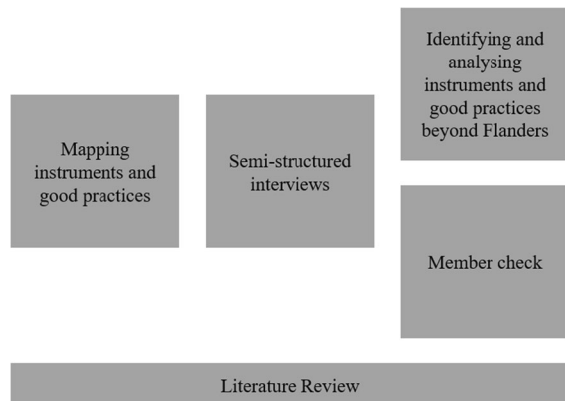 Mapping
instruments and
good practices
Semi-structured
interviews
Identifying and
analysing
instruments and
good practices
beyond Flanders
Member check
Literature Review